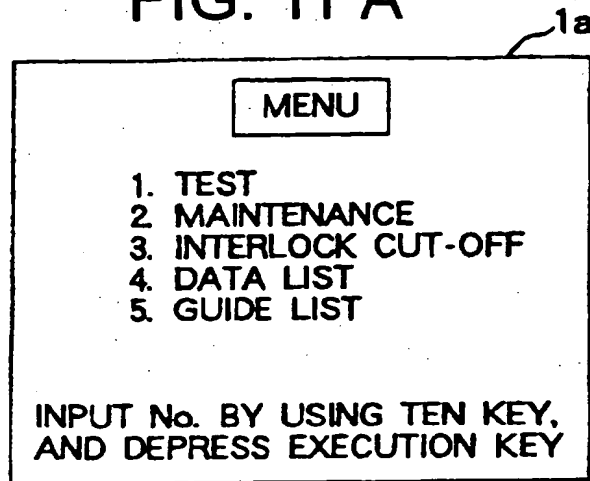 FIG. 11 A
1a
MENU
1. TEST
2. MAINTENANCE
3. INTERLOCK CUT-OFF
4. DATA LIST
5. GUIDE LIST
INPUT No. BY USING TEN KEY,
AND DEPRESS EXECUTION KEY